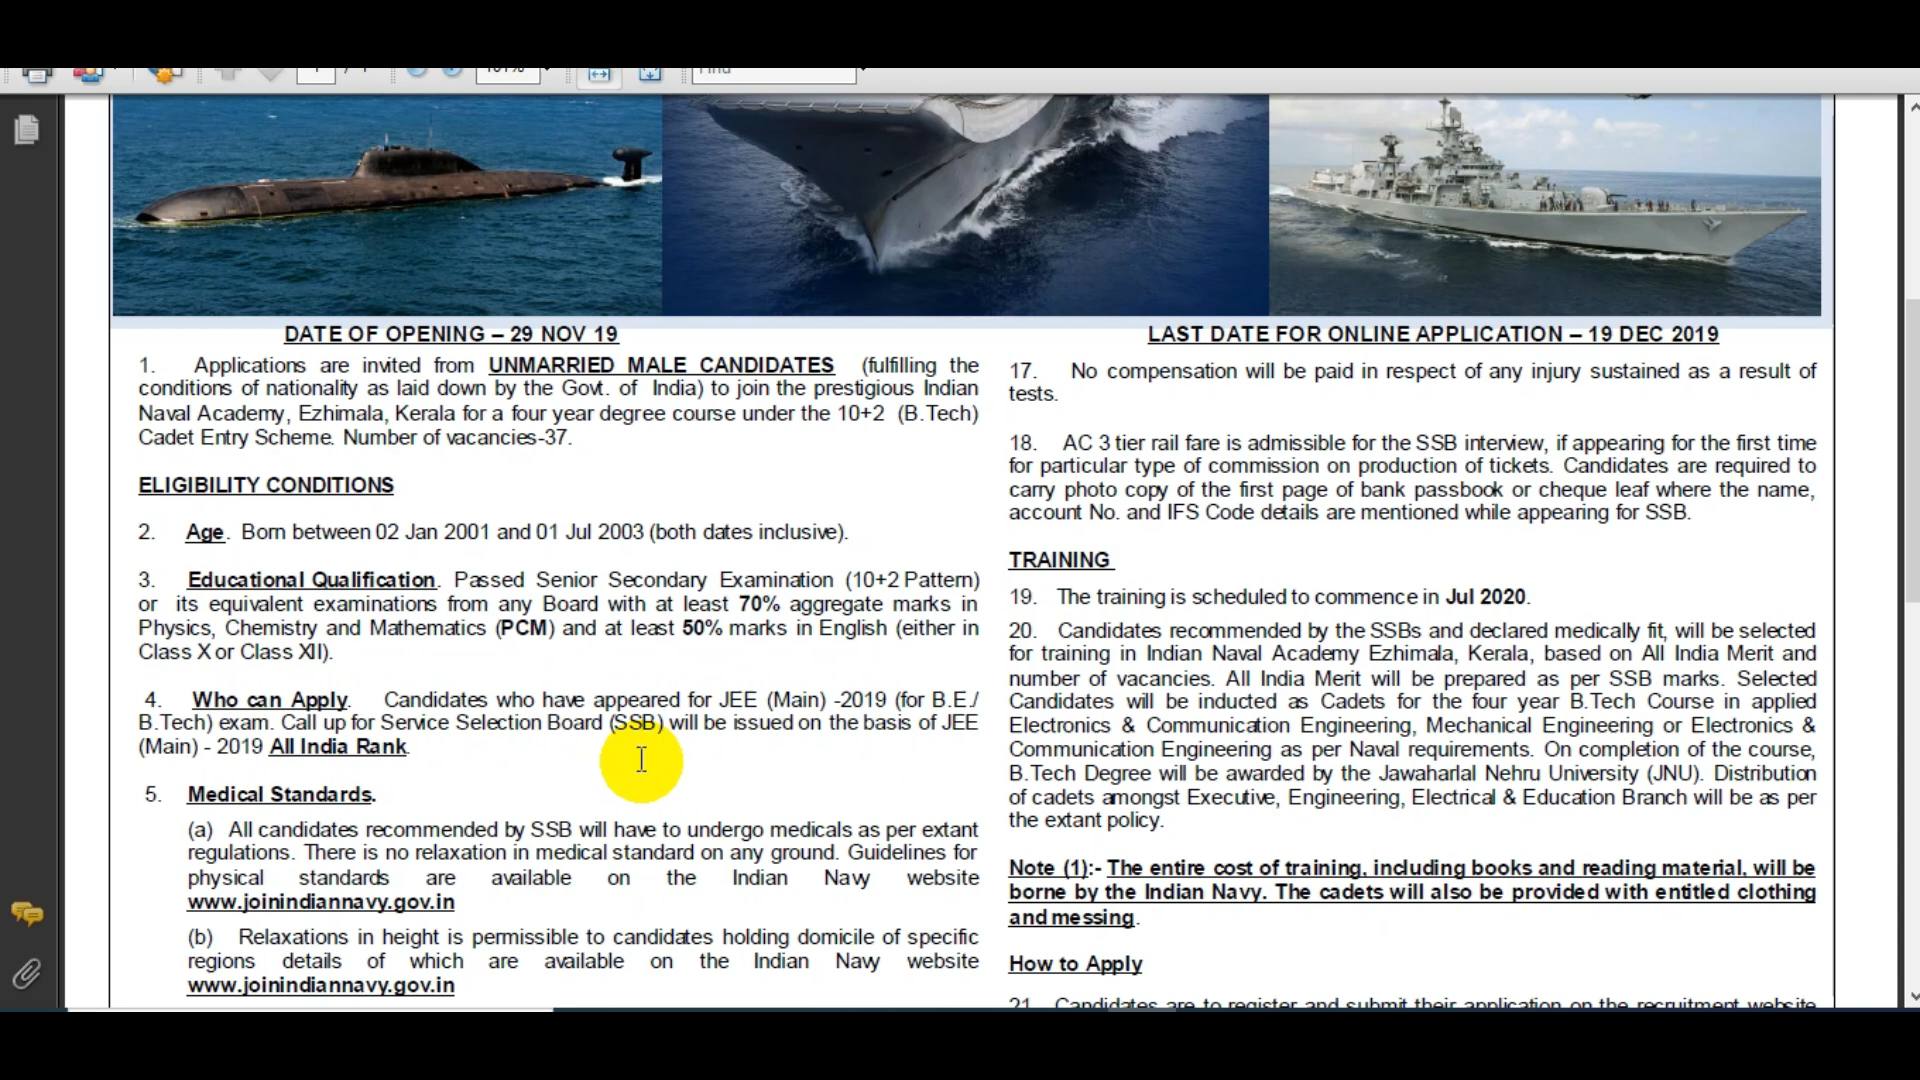 DATE OF OPENING – 29 NOV 19
1. Applications are invited from UNMARRIED MALE CANDIDATES (fulfilling the
conditions of nationality as laid down by the Govt. of India) to join the prestigious Indian
Naval Academy, Ezhimala, Kerala for a four year degree course under the 10+2 (B.Tech)
Cadet Entry Scheme. Number of vacancies-37.
ELIGIBILITY CONDITIONS
2. Age. Born between 02 Jan 2001 and 01 Jul 2003 (both dates inclusive).
3. Educational Qualification. Passed Senior Secondary Examination (10+2 Pattern)
or its equivalent examinations from any Board with at least 70% aggregate marks in
Physics, Chemistry and Mathematics (PCM) and at least 50% marks in English (either in
Class X or Class XII).
4. Who can Apply. Candidates who have appeared for JEE (Main) -2019 (for B.E./
B.Tech) exam. Call up for Service Selection Board (SSB) will be issued on the basis of JEE
(Main) - 2019 All India Rank.
5. Medical Standards.
(a) All candidates recommended by SSB will have to undergo medicals as per extant
regulations. There is no relaxation in medical standard on any ground. Guidelines for
physical standards are available on the Indian Navy website
www.joinindiannavy.gov.in
(b) Relaxations in height is permissible to candidates holding domicile of specific
regions details of which are available on the Indian Navy website
www.joinindiannavy.gov.in
LAST DATE FOR ONLINE APPLICATION – 19 DEC 2019
17. No compensation will be paid in respect of any injury sustained as a result of
tests.
18. AC 3 tier rail fare is admissible for the SSB interview, if appearing for the first time
for particular type of commission on production of tickets. Candidates are required to
carry photo copy of the first page of bank passbook or cheque leaf where the name,
account No. and IFS Code details are mentioned while appearing for SSB.
TRAINING
19. The training is scheduled to commence in Jul 2020.
20. Candidates recommended by the SSBs and declared medically fit, will be selected
for training in Indian Naval Academy Ezhimala, Kerala, based on All India Merit and
number of vacancies. All India Merit will be prepared as per SSB marks. Selected
Candidates will be inducted as Cadets for the four year B.Tech Course in applied
Electronics & Communication Engineering, Mechanical Engineering or Electronics &
Communication Engineering as per Naval requirements. On completion of the course,
B.Tech Degree will be awarded by the Jawaharlal Nehru University (JNU). Distribution
of cadets amongst Executive, Engineering, Electrical & Education Branch will be as per
the extant policy.
Note (1):- The entire cost of training, including books and reading material, will be
borne by the Indian Navy. The cadets will also be provided with entitled clothing
and messing.
How to Apply
21. Candidates are to register and submit their application on the recruitment website